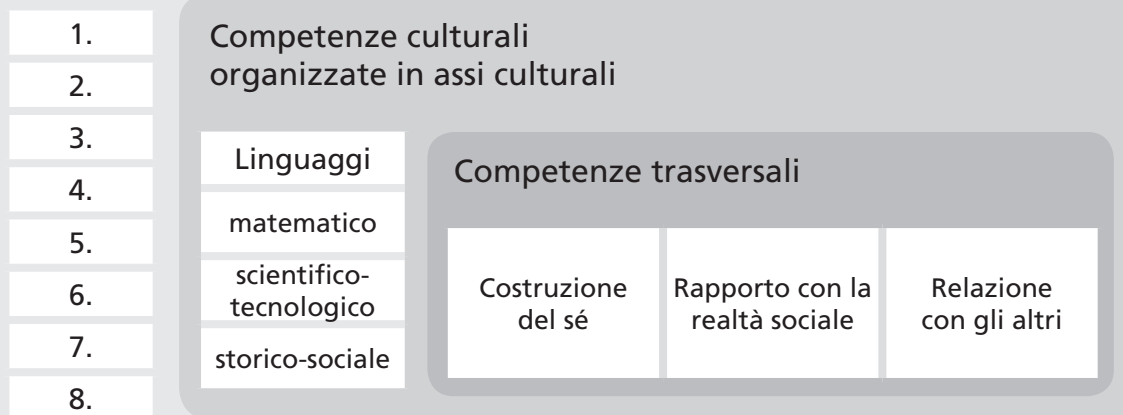 1.
2.
3.
4.
5.
6.
7.
8.
Competenze culturali
organizzate in assi culturali
Linguaggi
matematico
scientifico-
tecnologico
storico-sociale
Competenze trasversali
Costruzione
del sé
Rapporto con la
realtà sociale
Relazione
con gli altri